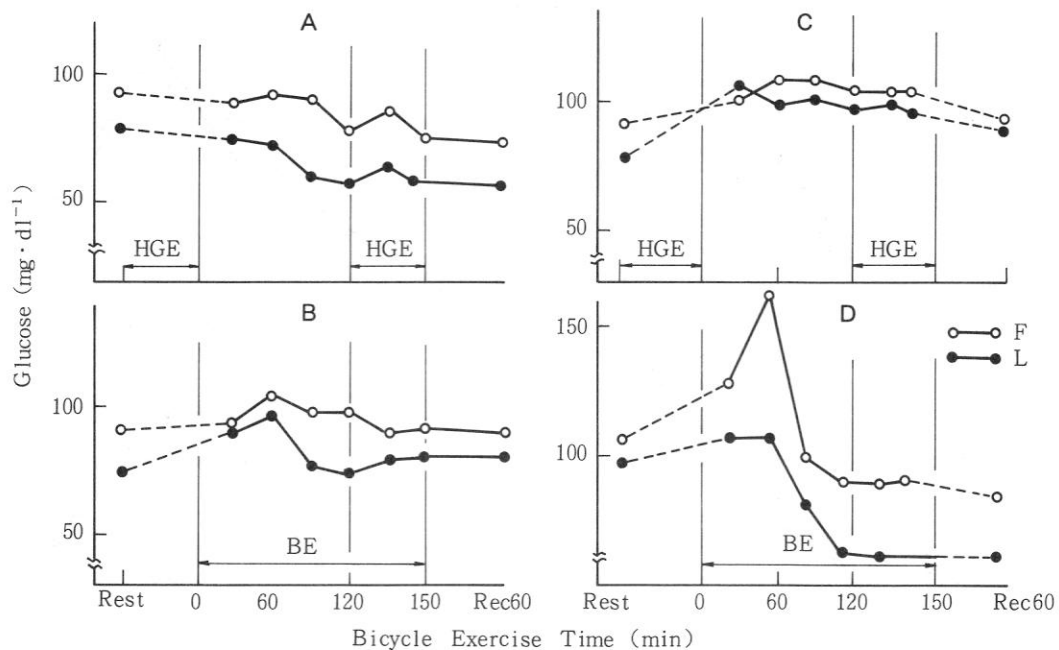 A
C
100
100
50
50
HGE
HGE
HGE
HGE
Glucose (mg・dl⁻¹)
B
D
150
F
L
100
100
50
BE
BE
Rest 0 60 120 150 Rec60
Rest 0 60 120 150 Rec60
Bicycle Exercise Time (min)